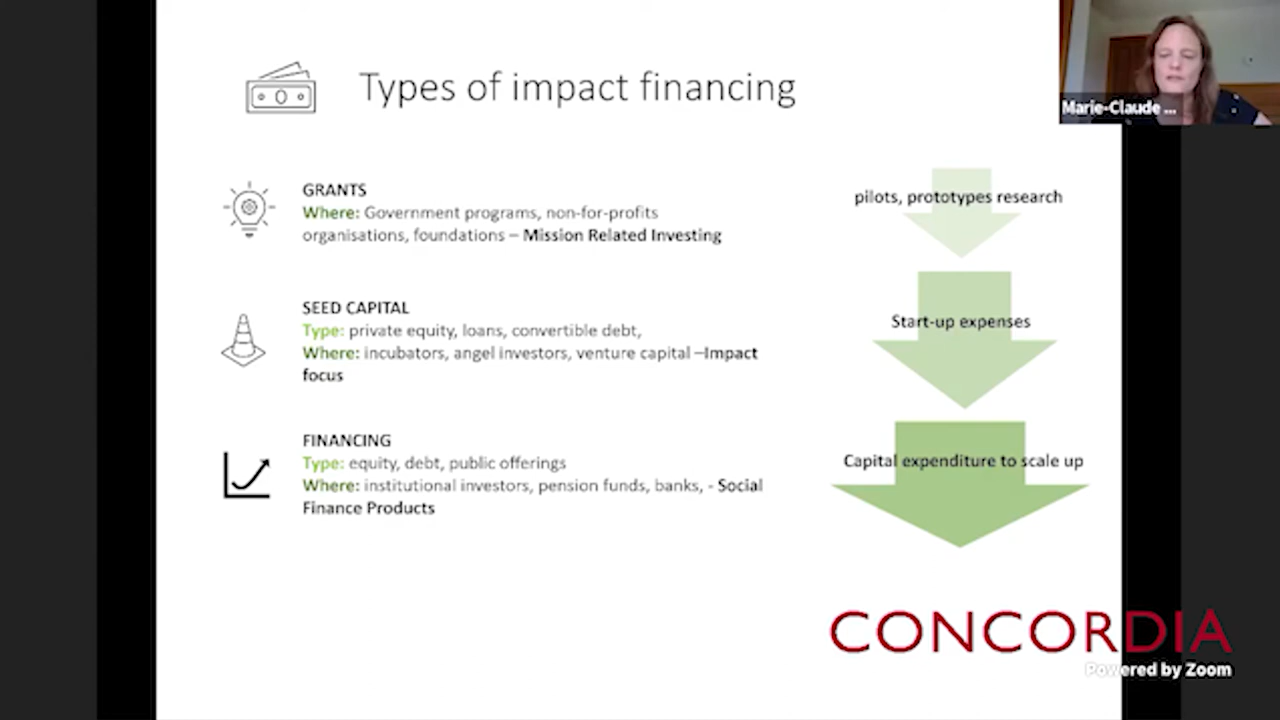 Types of impact financing
Marie-Claude ...
GRANTS
Where: Government programs, non-for-profits
organisations, foundations – Mission Related Investing
pilots, prototypes research
SEED CAPITAL
Type: private equity, loans, convertible debt,
Where: incubators, angel investors, venture capital –Impact
focus
Start-up expenses
FINANCING
Type: equity, debt, public offerings
Where: institutional investors, pension funds, banks, - Social
Finance Products
Capital expenditure to scale up
CONCORDIA
Powered by Zoom